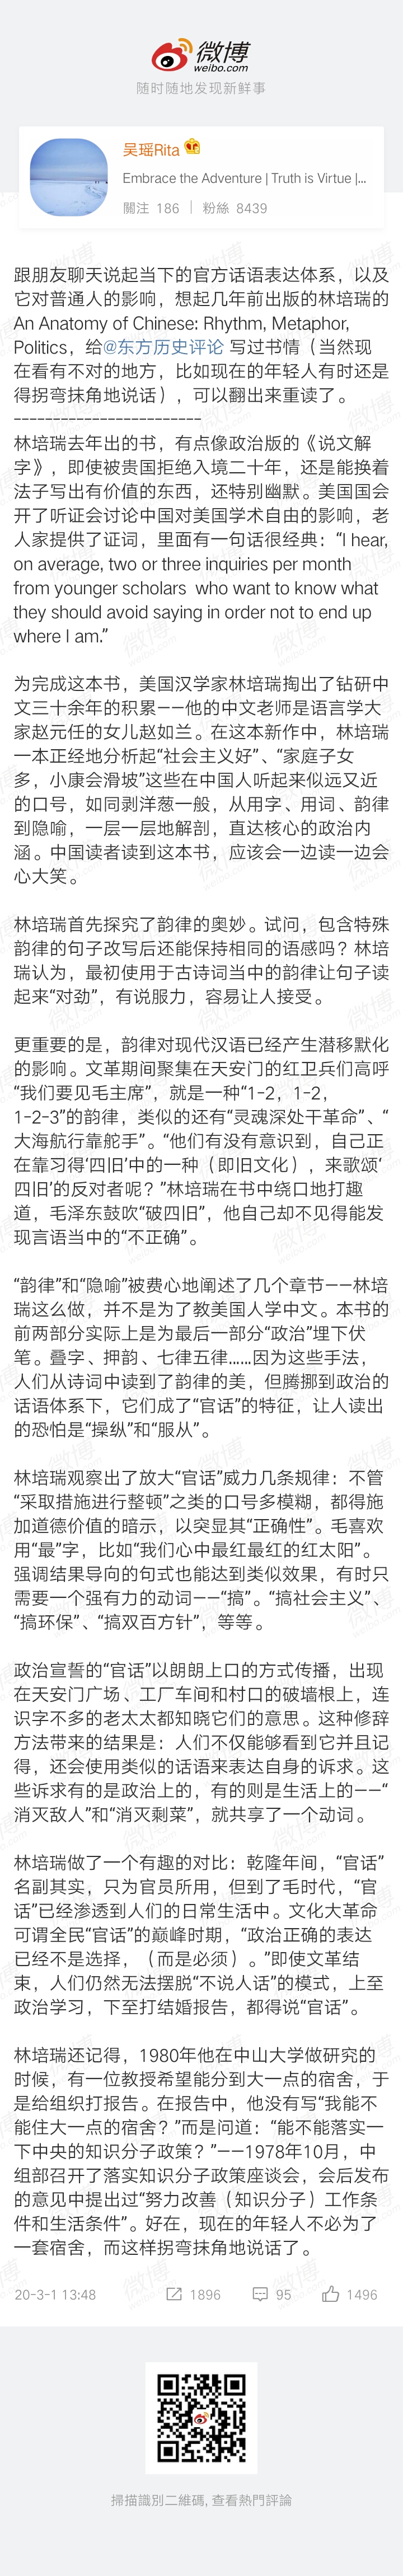 微博
weibo.com
随时随地发现新鲜事
吴瑶Rita
Embrace the Adventure | Truth is Virtue |...
關注 186 | 粉絲 8439
跟朋友聊天说起当下的官方话语表达体系，以及
它对普通人的影响，想起几年前出版的林培瑞的
An Anatomy of Chinese: Rhythm, Metaphor,
Politics，给@东方历史评论 写过书情（当然现
在看有不对的地方，比如现在的年轻人有时还是
得拐弯抹角地说话），可以翻出来重读了。
------------------------
林培瑞去年出的书，有点像政治版的《说文解
字》，即使被贵国拒绝入境二十年，还是能换着
法子写出有价值的东西，还特别幽默。美国国会
开了听证会讨论中国对美国学术自由的影响，老
人家提供了证词，里面有一句话很经典：“I hear,
on average, two or three inquiries per month
from younger scholars who want to know what
they should avoid saying in order not to end up
where I am.”
为完成这本书，美国汉学家林培瑞掏出了钻研中
文三十余年的积累——他的中文老师是语言学大
家赵元任的女儿赵如兰。在这本新作中，林培瑞
一本正经地分析起“社会主义好”、“家庭子女
多，小康会滑坡”这些在中国人听起来似远又近
的口号，如同剥洋葱一般，从用字、用词、韵律
到隐喻，一层一层地解剖，直达核心的政治内
涵。中国读者读到这本书，应该会一边读一边会
心大笑。
林培瑞首先探究了韵律的奥妙。试问，包含特殊
韵律的句子改写后还能保持相同的语感吗？林培
瑞认为，最初使用于古诗词当中的韵律让句子读
起来“对劲”，有说服力，容易让人接受。
更重要的是，韵律对现代汉语已经产生潜移默化
的影响。文革期间聚集在天安门的红卫兵们高呼
“我们要见毛主席”，就是一种“1-2，1-2，
1-2-3”的韵律，类似的还有“灵魂深处干革命”、“
大海航行靠舵手”。“他们有没有意识到，自己正
在靠习得‘四旧’中的一种（即旧文化），来歌颂‘
四旧’的反对者呢？”林培瑞在书中绕口地打趣
道，毛泽东鼓吹“破四旧”，他自己却不见得能发
现言语当中的“不正确”。
“韵律”和“隐喻”被费心地阐述了几个章节——林培
瑞这么做，并不是为了教美国人学中文。本书的
前两部分实际上是为最后一部分“政治”埋下伏
笔。叠字、押韵、七律五律......因为这些手法，
人们从诗词中读到了韵律的美，但腾挪到政治的
话语体系下，它们成了“官话”的特征，让人读出
的恐怕是“操纵”和“服从”。
林培瑞观察出了放大“官话”威力几条规律：不管
“采取措施进行整顿”之类的口号多模糊，都得施
加道德价值的暗示，以突显其“正确性”。毛喜欢
用“最”字，比如“我们心中最红最红的红太阳”。
强调结果导向的句式也能达到类似效果，有时只
需要一个强有力的动词——“搞”。“搞社会主义”、
“搞环保”、“搞双百方针”，等等。
政治宣誓的“官话”以朗朗上口的方式传播，出现
在天安门广场、工厂车间和村口的破墙根上，连
识字不多的老太太都知晓它们的意思。这种修辞
方法带来的结果是：人们不仅能够看到它并且记
得，还会使用类似的话语来表达自身的诉求。这
些诉求有的是政治上的，有的则是生活上的——“
消灭敌人”和“消灭剩菜”，就共享了一个动词。
林培瑞做了一个有趣的对比：乾隆年间，“官话”
名副其实，只为官员所用，但到了毛时代，“官
话”已经渗透到人们的日常生活中。文化大革命
可谓全民“官话”的巅峰时期，“政治正确的表达
已经不是选择，（而是必须）。”即使文革结
束，人们仍然无法摆脱“不说人话”的模式，上至
政治学习，下至打结婚报告，都得说“官话”。
林培瑞还记得，1980年他在中山大学做研究的
时候，有一位教授希望能分到大一点的宿舍，于
是给组织打报告。在报告中，他没有写“我能不
能住大一点的宿舍？”而是问道：“能不能落实一
下中央的知识分子政策？”——1978年10月，中
组部召开了落实知识分子政策座谈会，会后发布
的意见中提出过“努力改善（知识分子）工作条
件和生活条件”。好在，现在的年轻人不必为了
一套宿舍，而这样拐弯抹角地说话了。
20-3-1 13:48 1896 95 1496
掃描識別二維碼, 查看熱門評論